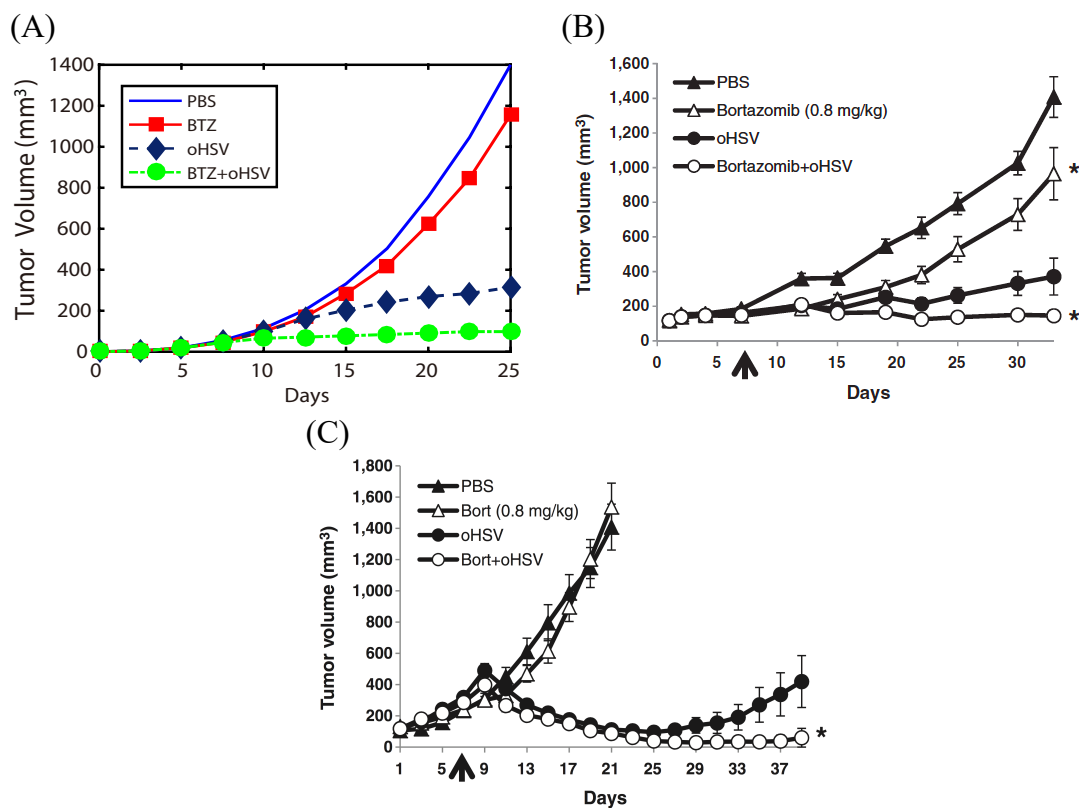 (A)
Tumor Volume (mm³)
1400
1200
1000
800
600
400
200
0
PBS
BTZ
oHSV
BTZ+oHSV
0 5 10 15 20 25
Days
(B)
Tumor volume (mm³)
1,600
1,400
1,200
1,000
800
600
400
200
0
PBS
Bortazomib (0.8 mg/kg)
oHSV
Bortazomib+oHSV
*
*
0 5 10 15 20 25 30
Days
(C)
Tumor volume (mm³)
1,800
1,600
1,400
1,200
1,000
800
600
400
200
0
PBS
Bort (0.8 mg/kg)
oHSV
Bort+oHSV
*
1 5 9 13 17 21 25 29 33 37
Days